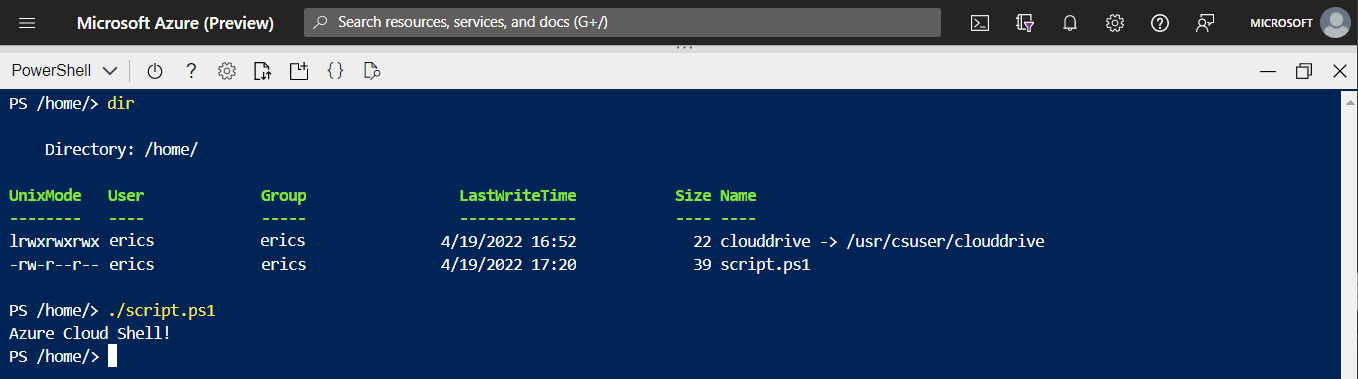 Microsoft Azure (Preview) Search resources, services, and docs (G+/) MICROSOFT
PowerShell ? {}
PS /home/> dir
Directory: /home/
UnixMode User Group LastWriteTime Size Name
-------- ---- ----- ------------- ---- ----
lrwxrwxrwx erics erics 4/19/2022 16:52 22 clouddrive -> /usr/csuser/clouddrive
-rw-r--r-- erics erics 4/19/2022 17:20 39 script.ps1
PS /home/> ./script.ps1
Azure Cloud Shell!
PS /home/>